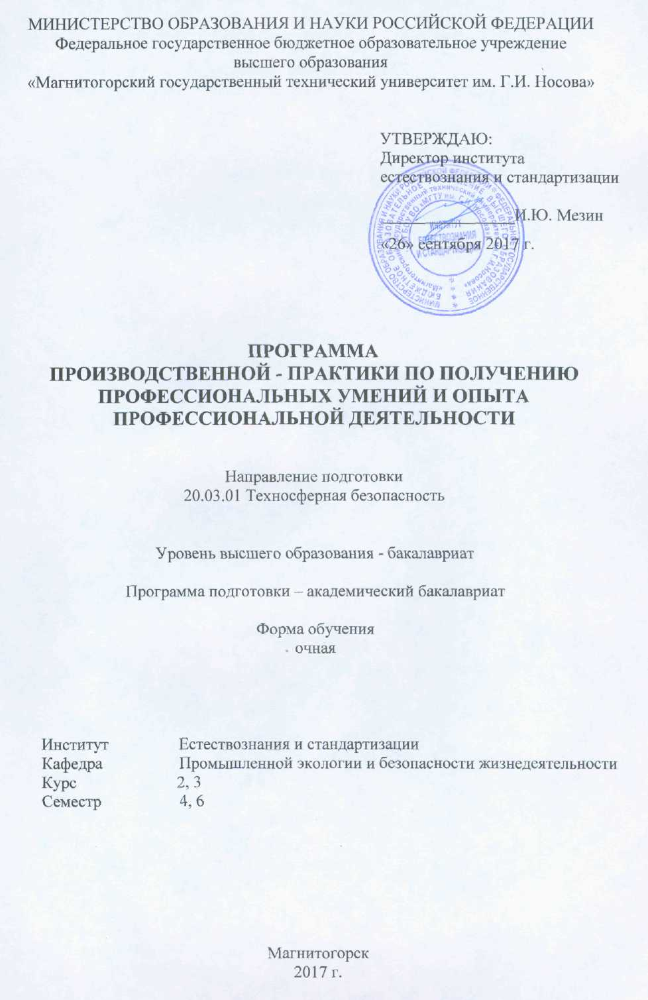 МИНИСТЕРСТВО ОБРАЗОВАНИЯ И НАУКИ РОССИЙСКОЙ ФЕДЕРАЦИИ
Федеральное государственное бюджетное образовательное учреждение
высшего образования
«Магнитогорский государственный технический университет им. Г.И. Носова»
УТВЕРЖДАЮ:
Директор института
естествознания и стандартизации
И.Ю. Мезин
«26» сентября 2017 г.
ИНСТИТУТ
ЕСТЕСТВОЗНАНИЯ
И СТАНДАРТИЗАЦИИ
ПРОГРАММА
ПРОИЗВОДСТВЕННОЙ - ПРАКТИКИ ПО ПОЛУЧЕНИЮ
ПРОФЕССИОНАЛЬНЫХ УМЕНИЙ И ОПЫТА
ПРОФЕССИОНАЛЬНОЙ ДЕЯТЕЛЬНОСТИ
Направление подготовки
20.03.01 Техносферная безопасность
Уровень высшего образования - бакалавриат
Программа подготовки – академический бакалавриат
Форма обучения
очная
Институт Естествознания и стандартизации
Кафедра Промышленной экологии и безопасности жизнедеятельности
Курс 2, 3
Семестр 4, 6
Магнитогорск
2017 г.